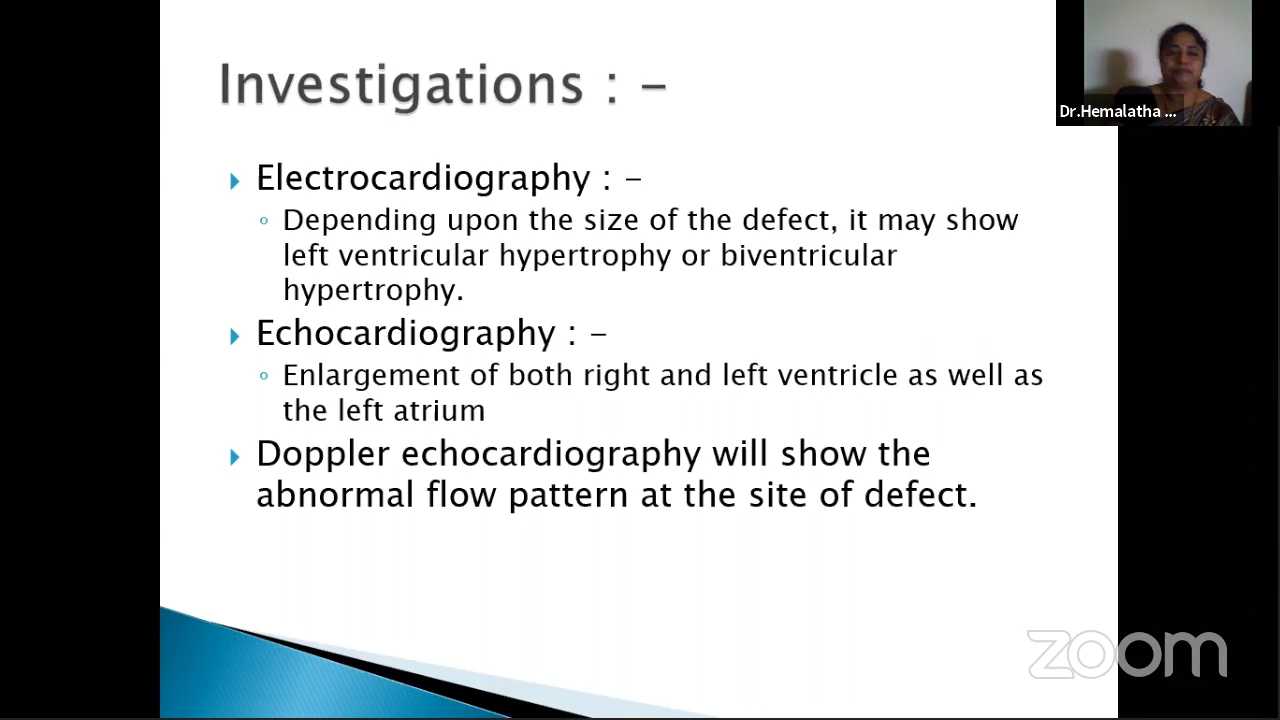 Investigations : -
Electrocardiography : -
Depending upon the size of the defect, it may show
left ventricular hypertrophy or biventricular
hypertrophy.
Echocardiography : -
Enlargement of both right and left ventricle as well as
the left atrium
Doppler echocardiography will show the
abnormal flow pattern at the site of defect.
Dr.Hemalatha ...
zoom